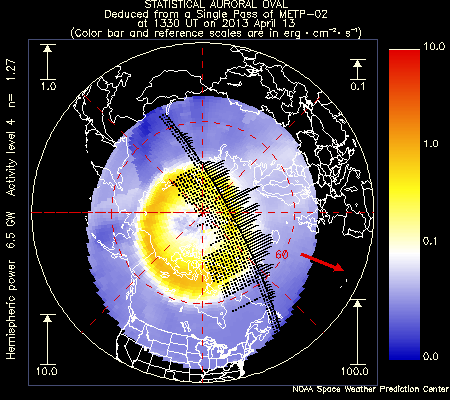 STATISTICAL AURORAL OVAL
Deduced from a Single Pass of METP-02
at 1330 UT on 2013 April 13
(Color bar and reference scales are in erg · cm⁻² · s⁻¹)
1.0
0.1
10.0
1.0
0.1
0.0
Hemispheric power 6.5 GW Activity level 4 n= 1.27
60
10.0
100.0
NOAA Space Weather Prediction Center